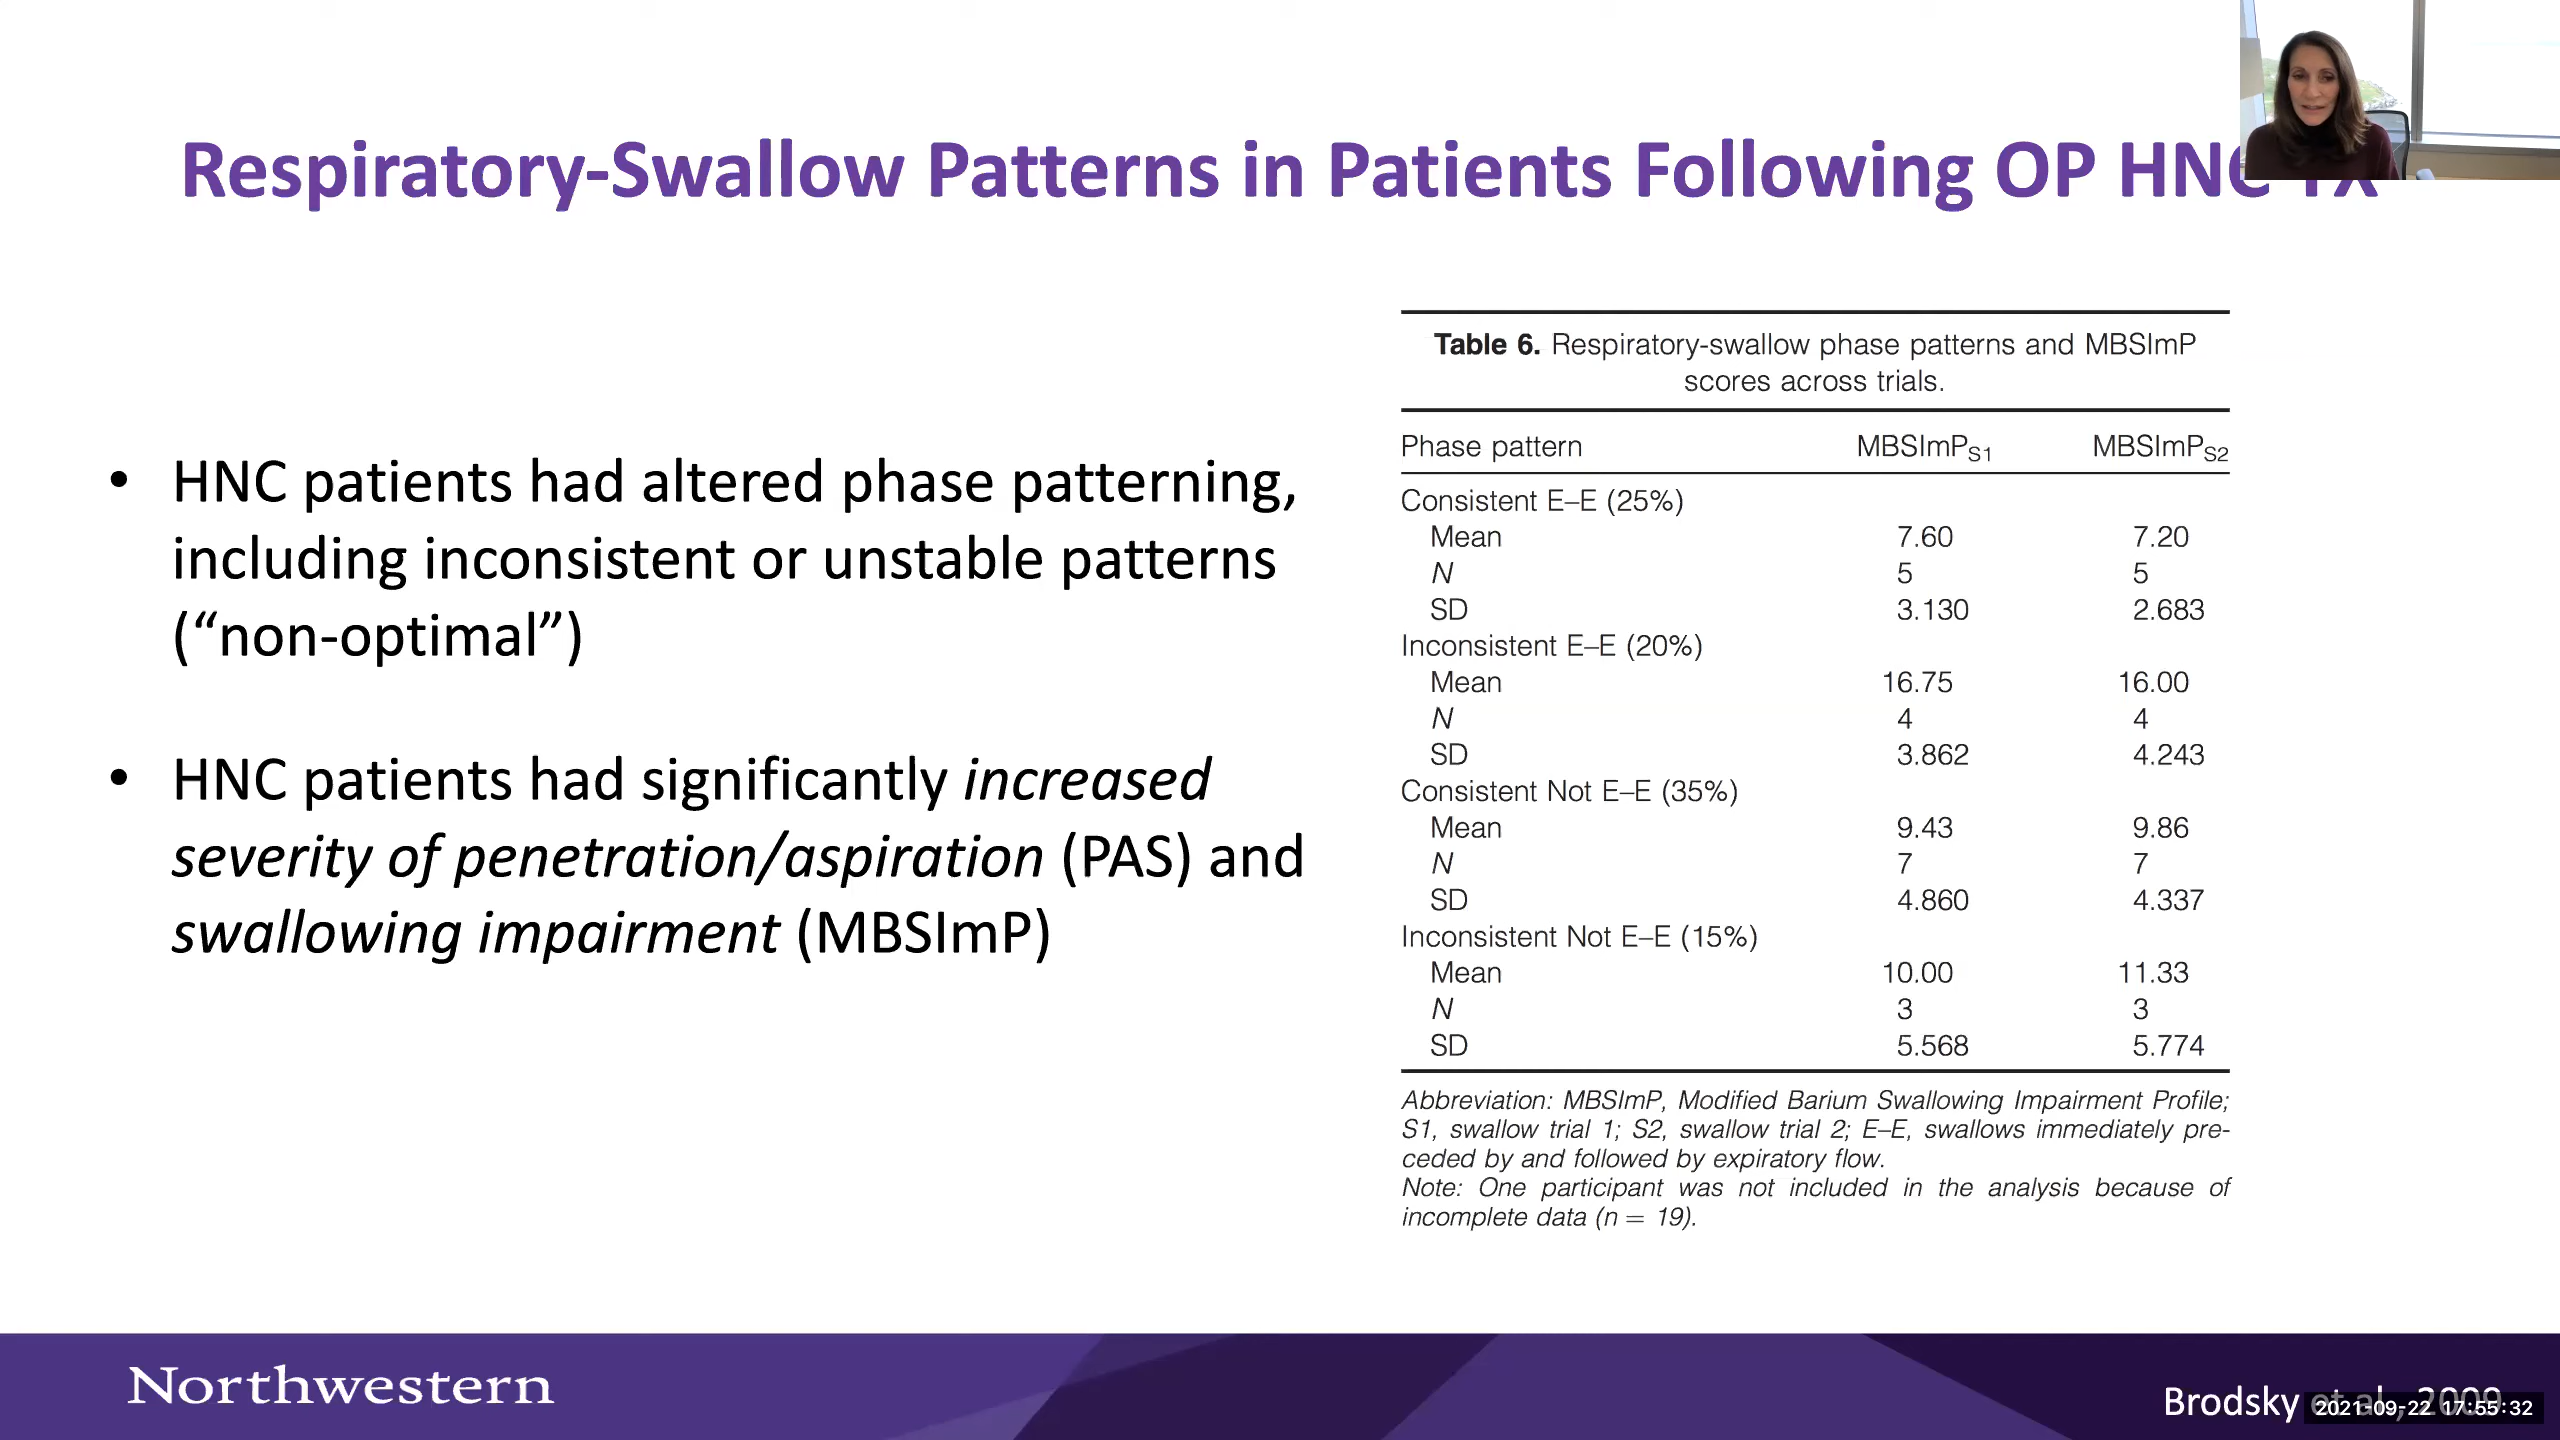 Respiratory-Swallow Patterns in Patients Following OP HNC
• HNC patients had altered phase patterning,
including inconsistent or unstable patterns
(“non-optimal”)
• HNC patients had significantly increased
severity of penetration/aspiration (PAS) and
swallowing impairment (MBSImP)
Table 6. Respiratory-swallow phase patterns and MBSImP
scores across trials.
Phase pattern MBSImPS1 MBSImPS2
Consistent E–E (25%)
Mean 7.60 7.20
N 5 5
SD 3.130 2.683
Inconsistent E–E (20%)
Mean 16.75 16.00
N 4 4
SD 3.862 4.243
Consistent Not E–E (35%)
Mean 9.43 9.86
N 7 7
SD 4.860 4.337
Inconsistent Not E–E (15%)
Mean 10.00 11.33
N 3 3
SD 5.568 5.774
Abbreviation: MBSImP, Modified Barium Swallowing Impairment Profile;
S1, swallow trial 1; S2, swallow trial 2; E–E, swallows immediately pre-
ceded by and followed by expiratory flow.
Note: One participant was not included in the analysis because of
incomplete data (n = 19).
Northwestern
Brodsky et al, 2009
2021-09-22 17:55:32